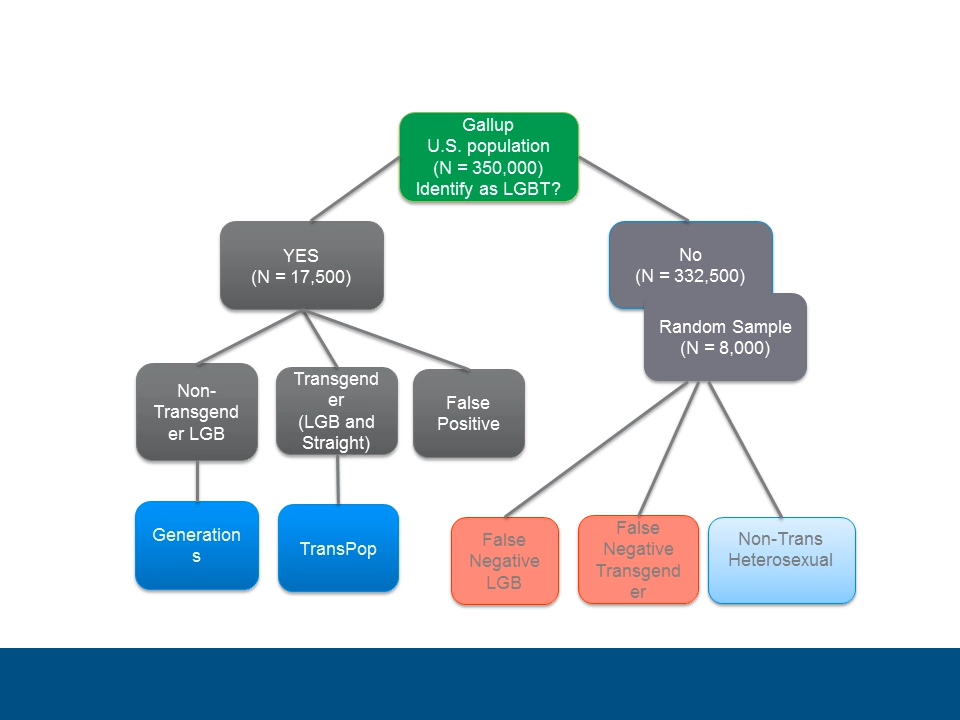 Gallup
U.S. population
(N = 350,000)
Identify as LGBT?
YES
(N = 17,500)
No
(N = 332,500)
Random Sample
(N = 8,000)
Non-
Transgend
er LGB
Transgend
er
(LGB and
Straight)
False
Positive
Generation
s
TransPop
False
Negative
LGB
False
Negative
Transgend
er
Non-Trans
Heterosexual